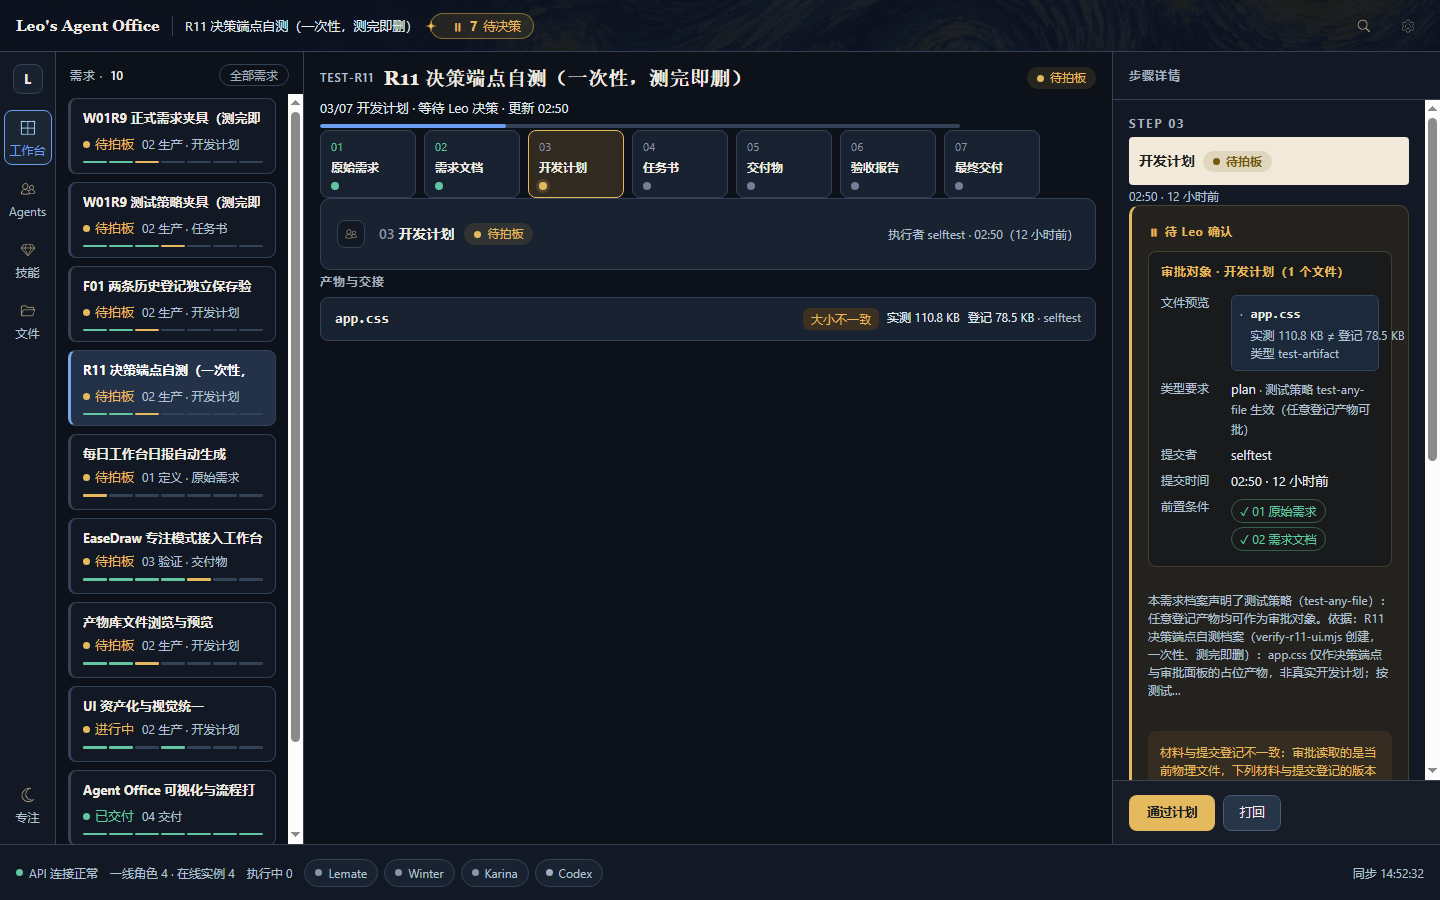 Leo's Agent Office
R11 决策端点自测（一次性，测完即删）
7 待决策
L
工作台
Agents
技能
文件
专注
需求 · 10
全部需求
W01R9 正式需求夹具（测完即
待拍板 02 生产 · 开发计划
W01R9 测试策略夹具（测完即
待拍板 02 生产 · 任务书
F01 两条历史登记独立保存验
待拍板 02 生产 · 开发计划
R11 决策端点自测（一次性，
待拍板 02 生产 · 开发计划
每日工作台日报自动生成
待拍板 01 定义 · 原始需求
EaseDraw 专注模式接入工作台
待拍板 03 验证 · 交付物
产物库文件浏览与预览
待拍板 02 生产 · 开发计划
UI 资产化与视觉统一
进行中 02 生产 · 开发计划
Agent Office 可视化与流程打
已交付 04 交付
TEST-R11 R11 决策端点自测（一次性，测完即删）
待拍板
03/07 开发计划 · 等待 Leo 决策 · 更新 02:50
01
原始需求
02
需求文档
03
开发计划
04
任务书
05
交付物
06
验收报告
07
最终交付
03 开发计划 待拍板
执行者 selftest · 02:50（12 小时前）
产物与交接
app.css
大小不一致 实测 110.8 KB 登记 78.5 KB · selftest
步骤详情
STEP 03
开发计划 待拍板
02:50 · 12 小时前
待 Leo 确认
审批对象 · 开发计划（1 个文件）
文件预览
· app.css
实测 110.8 KB ≠ 登记 78.5 KB
类型 test-artifact
类型要求
plan · 测试策略 test-any-
file 生效（任意登记产物可
批）
提交者 selftest
提交时间 02:50 · 12 小时前
前置条件
✓ 01 原始需求
✓ 02 需求文档
本需求档案声明了测试策略（test-any-file）：
任意登记产物均可作为审批对象。依据：R11
决策端点自测档案（verify-r11-ui.mjs 创建，
一次性、测完即删）：app.css 仅作决策端点
与审批面板的占位产物，非真实开发计划；按
测试...
材料与提交登记不一致：审批读取的是当
前物理文件，下列材料与提交登记的版本
通过计划
打回
API 连接正常 一线角色 4 · 在线实例 4 执行中 0
Lemate
Winter
Karina
Codex
同步 14:52:32